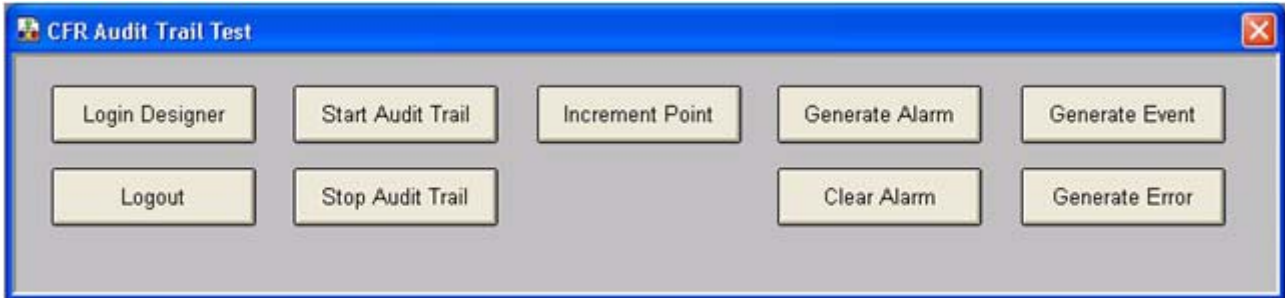 CFR Audit Trail Test
Login Designer Start Audit Trail Increment Point Generate Alarm Generate Event
Logout Stop Audit Trail Clear Alarm Generate Error